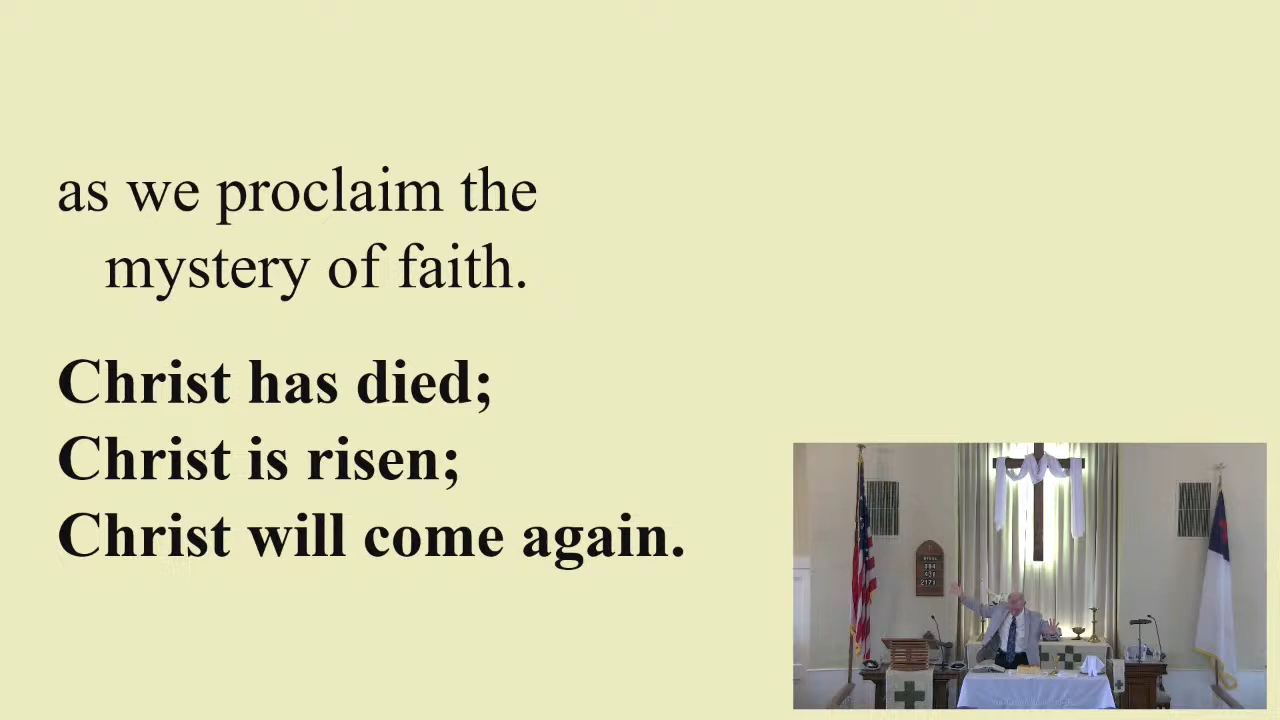 as we proclaim the
mystery of faith.
Christ has died;
Christ is risen;
Christ will come again.